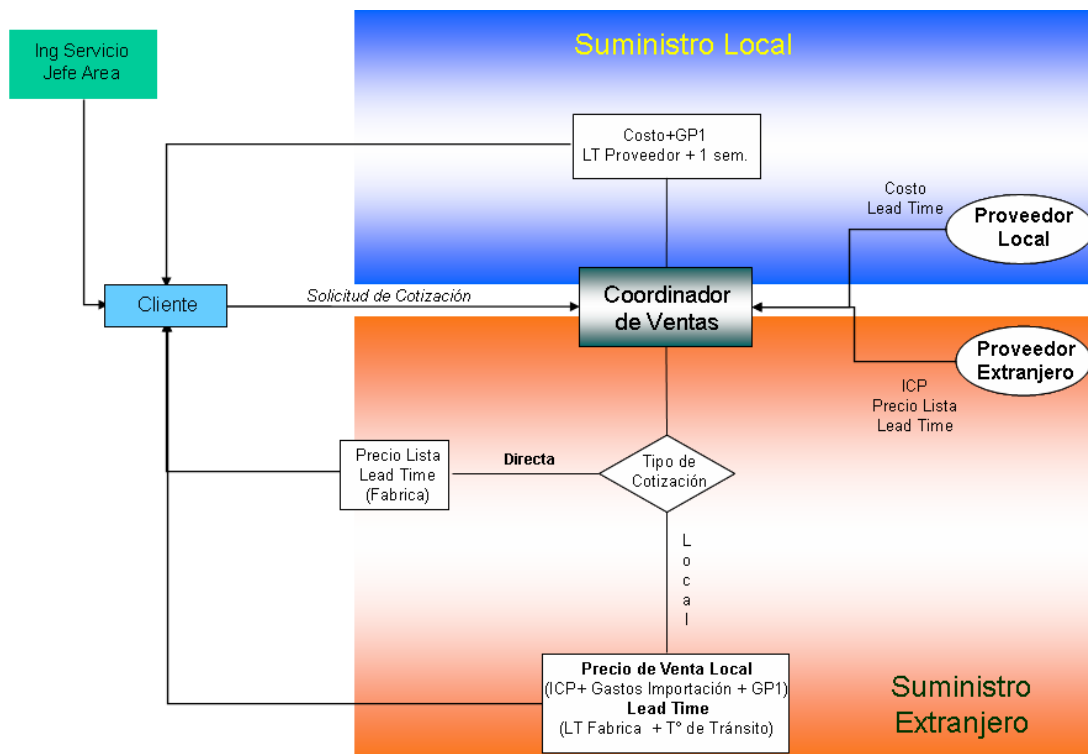 Suministro Local
Ing Servicio
Jefe Area
Costo+GP1
LT Proveedor + 1 sem.
Costo
Lead Time
Proveedor
Local
Cliente
Solicitud de Cotización
Coordinador
de Ventas
Proveedor
Extranjero
ICP
Precio Lista
Lead Time
Precio Lista
Lead Time
(Fabrica)
Directa
Tipo de
Cotización
Local
Precio de Venta Local
(ICP+ Gastos Importación + GP1)
Lead Time
(LT Fabrica + T° de Tránsito)
Suministro
Extranjero